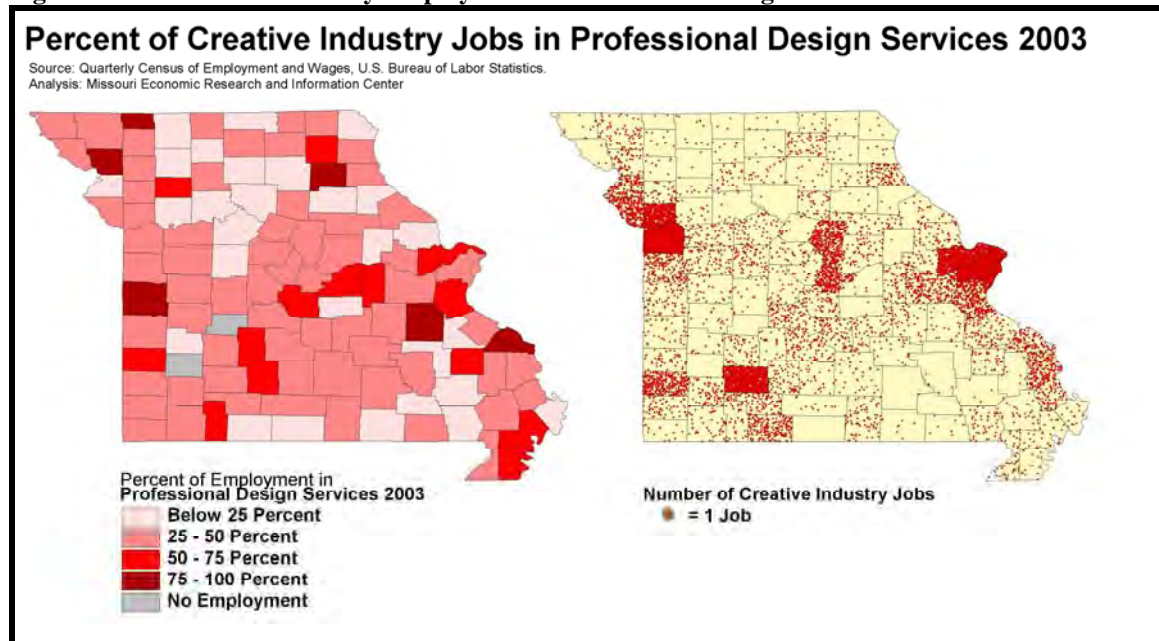 Percent of Creative Industry Jobs in Professional Design Services 2003
Source: Quarterly Census of Employment and Wages, U.S. Bureau of Labor Statistics.
Analysis: Missouri Economic Research and Information Center
Percent of Employment in
Professional Design Services 2003
Below 25 Percent
25 - 50 Percent
50 - 75 Percent
75 - 100 Percent
No Employment
Number of Creative Industry Jobs
= 1 Job